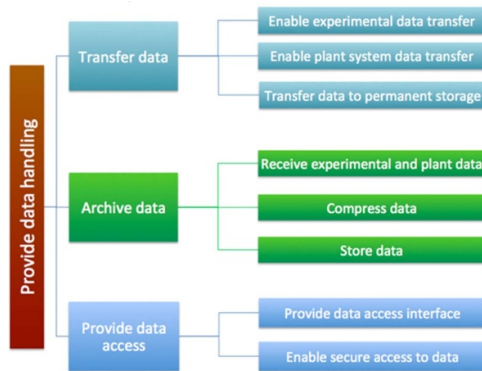 Provide data handling
Transfer data
Enable experimental data transfer
Enable plant system data transfer
Transfer data to permanent storage
Archive data
Receive experimental and plant data
Compress data
Store data
Provide data
access
Provide data access interface
Enable secure access to data